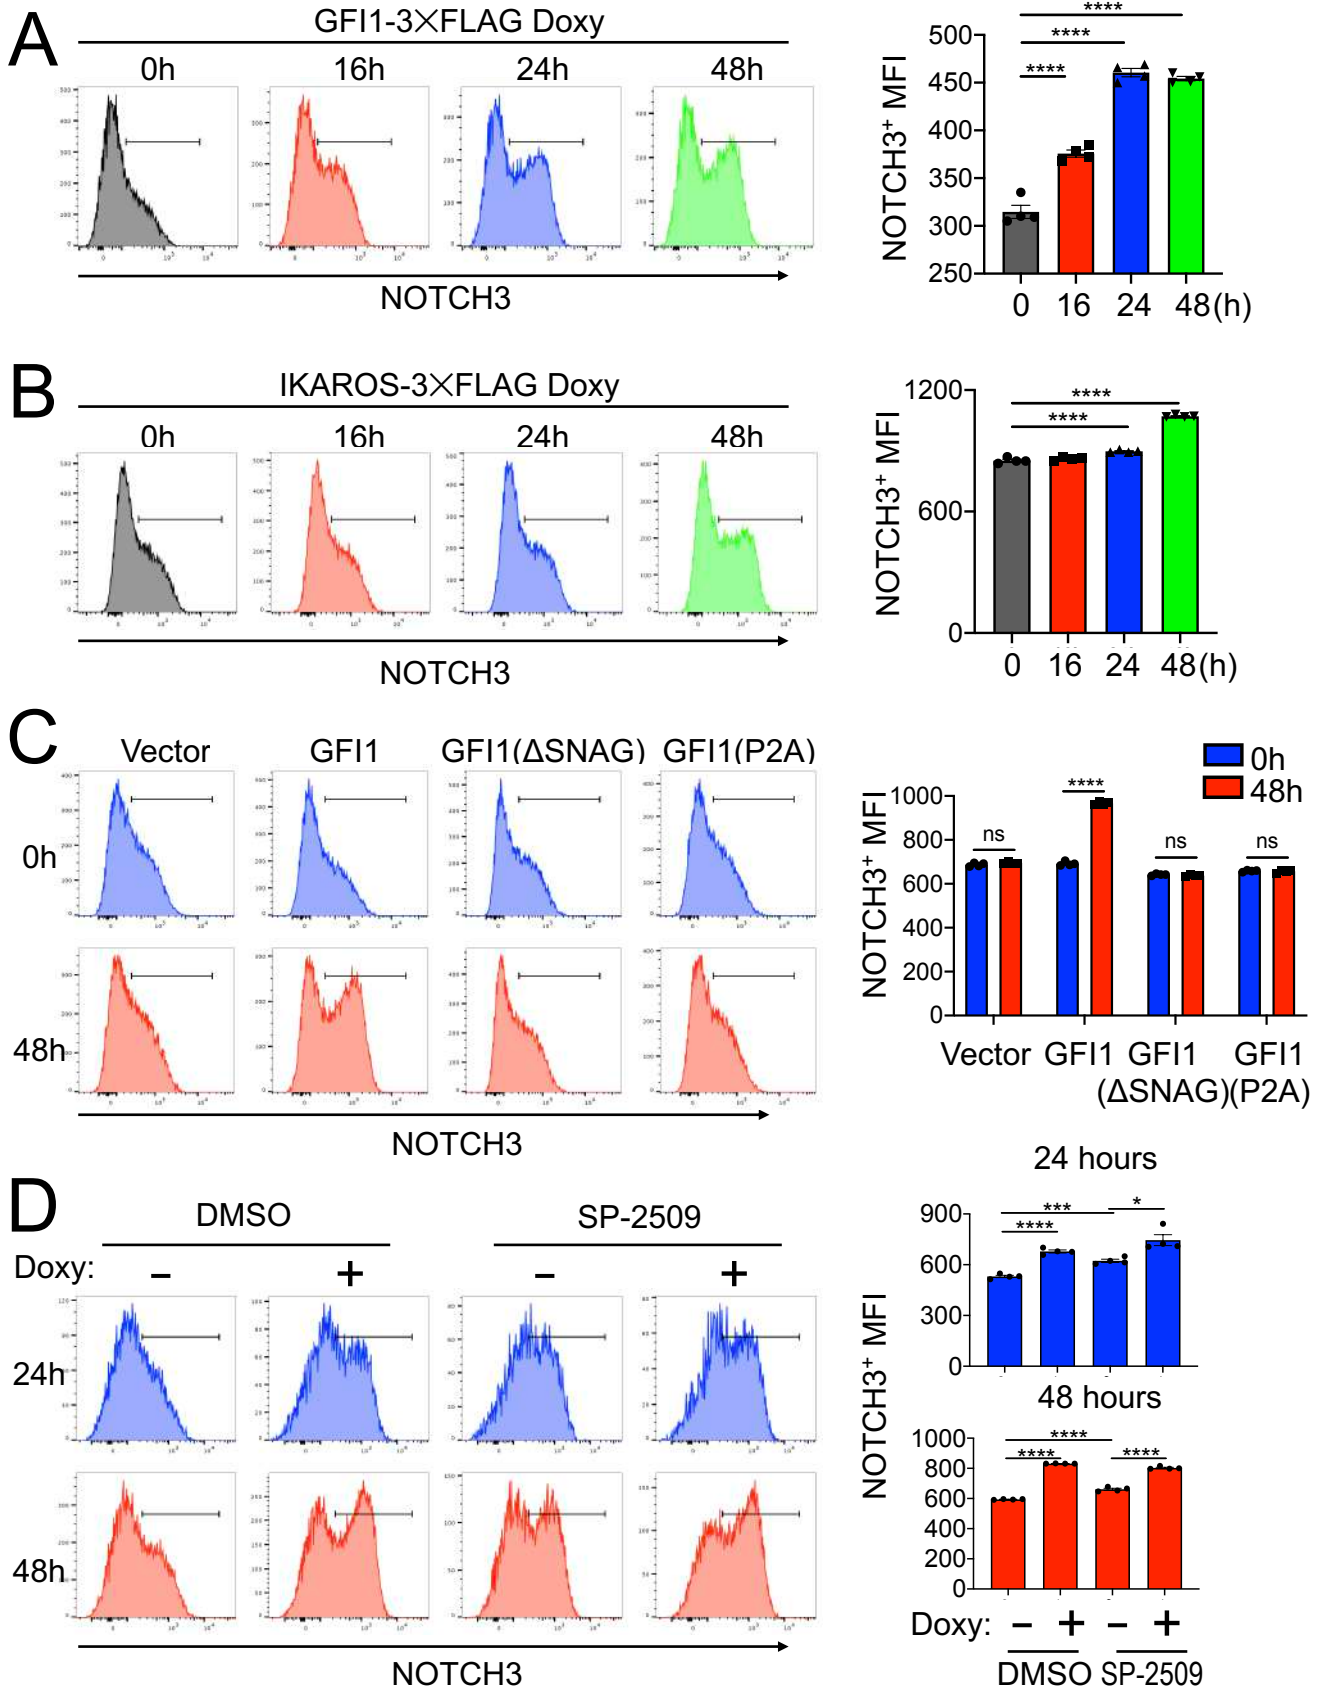 A
GFI1-3×FLAG Doxy
0h 16h 24h 48h
NOTCH3
****
****
****
NOTCH3+ MFI
500
450
400
350
300
250
0 16 24 48(h)
B
IKAROS-3×FLAG Doxy
0h 16h 24h 48h
NOTCH3
****
****
NOTCH3+ MFI
1200
600
0
0 16 24 48(h)
C
Vector GFI1 GFI1(ΔSNAG) GFI1(P2A)
0h
48h
NOTCH3
0h
48h
ns **** ns ns
NOTCH3+ MFI
1000
800
600
400
200
0
Vector GFI1 GFI1 GFI1
(ΔSNAG)(P2A)
D
DMSO SP-2509
Doxy: – + – +
24h
48h
NOTCH3
24 hours
*** *
****
900
600
300
0
NOTCH3+ MFI
48 hours
****
**** ****
1000
800
600
400
200
0
Doxy: – + – +
DMSO SP-2509